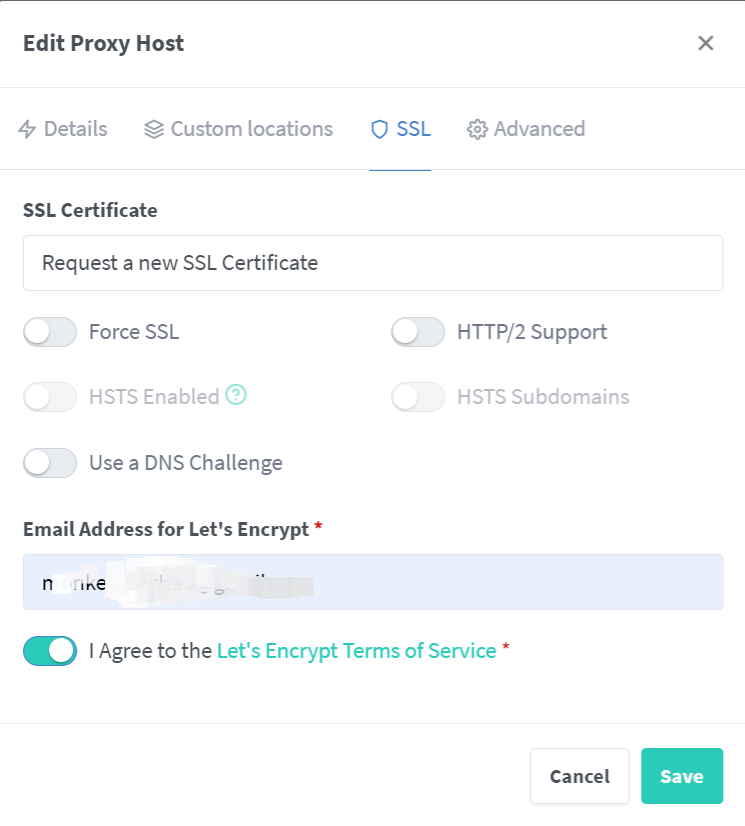 Edit Proxy Host
Details Custom locations SSL Advanced
SSL Certificate
Request a new SSL Certificate
Force SSL HTTP/2 Support
HSTS Enabled HSTS Subdomains
Use a DNS Challenge
Email Address for Let's Encrypt *
I Agree to the Let's Encrypt Terms of Service *
Cancel Save